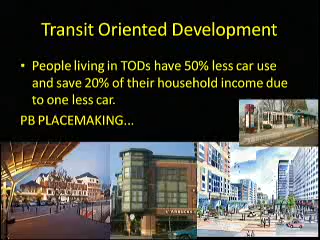 Transit Oriented Development
• People living in TODs have 50% less car use
and save 20% of their household income due
to one less car.
PB PLACEMAKING...